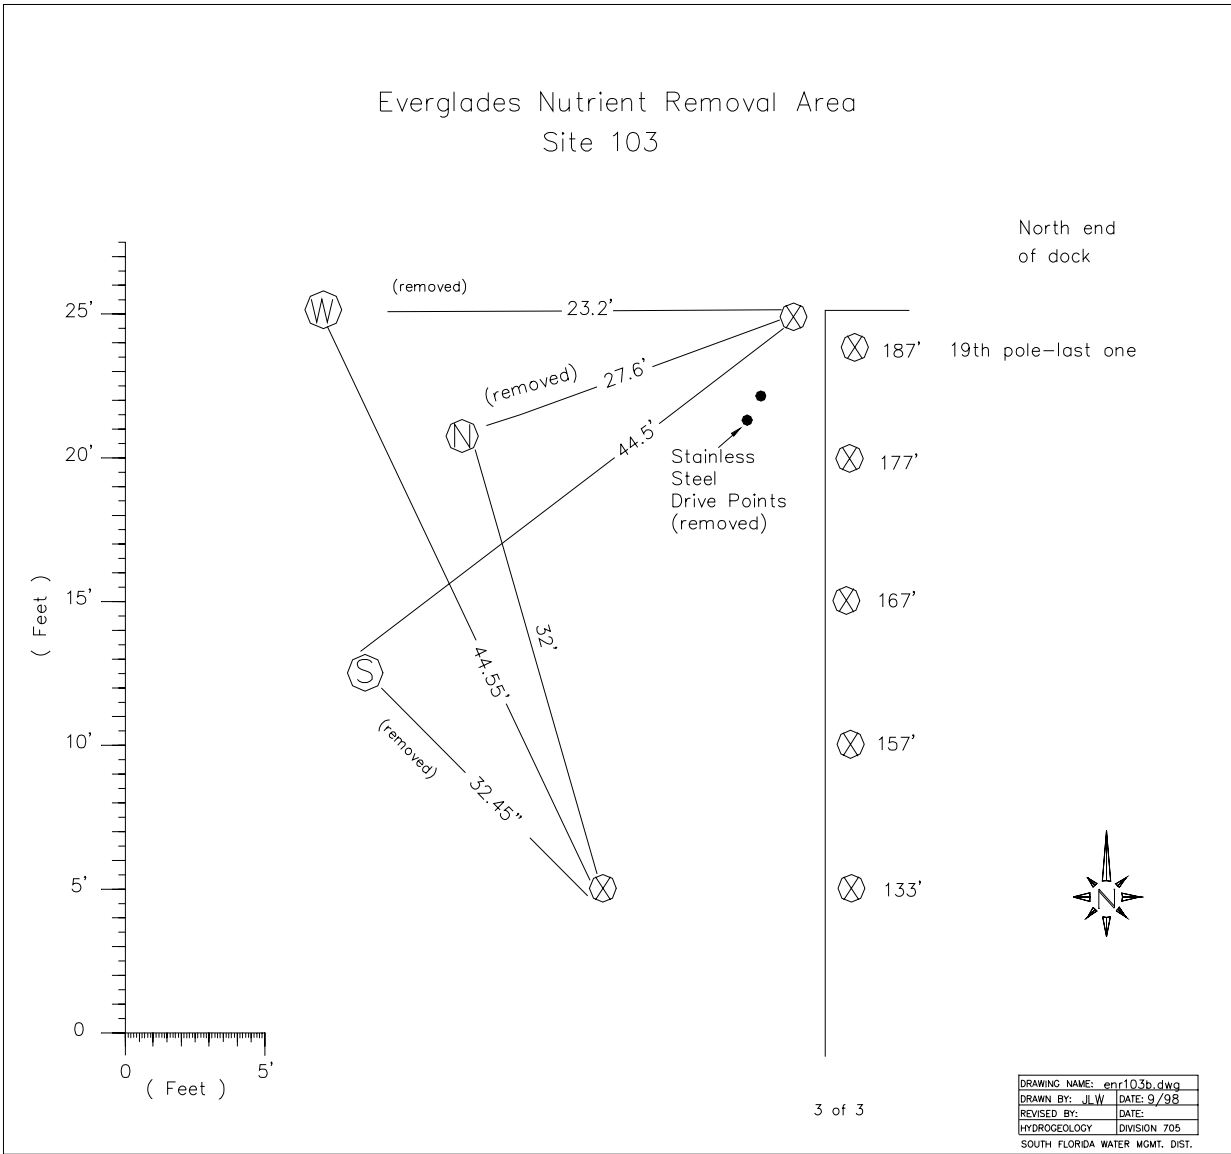 Everglades Nutrient Removal Area
Site 103
North end
of dock
25'
W
(removed)
23.2'
X
X
187'
19th pole-last one
(removed)
27.6'
N
44.5'
20'
Stainless
Steel
Drive Points
(removed)
X
177'
( Feet )
15'
X
167'
32'
44.55'
S
(removed)
10'
X
157'
32.45"
5'
X
X
133'
N
0
0
5'
( Feet )
3 of 3
DRAWING NAME: enr103b.dwg
DRAWN BY: JLW DATE: 9/98
REVISED BY: DATE:
HYDROGEOLOGY DIVISION 705
SOUTH FLORIDA WATER MGMT. DIST.